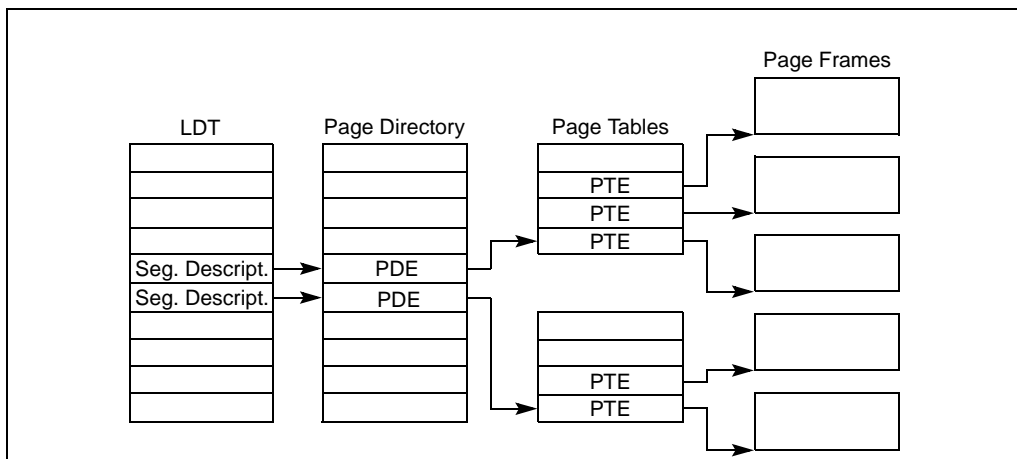 Page Frames
LDT
Page Directory
Page Tables
PTE
PTE
PTE
Seg. Descript.
PDE
Seg. Descript.
PDE
PTE
PTE